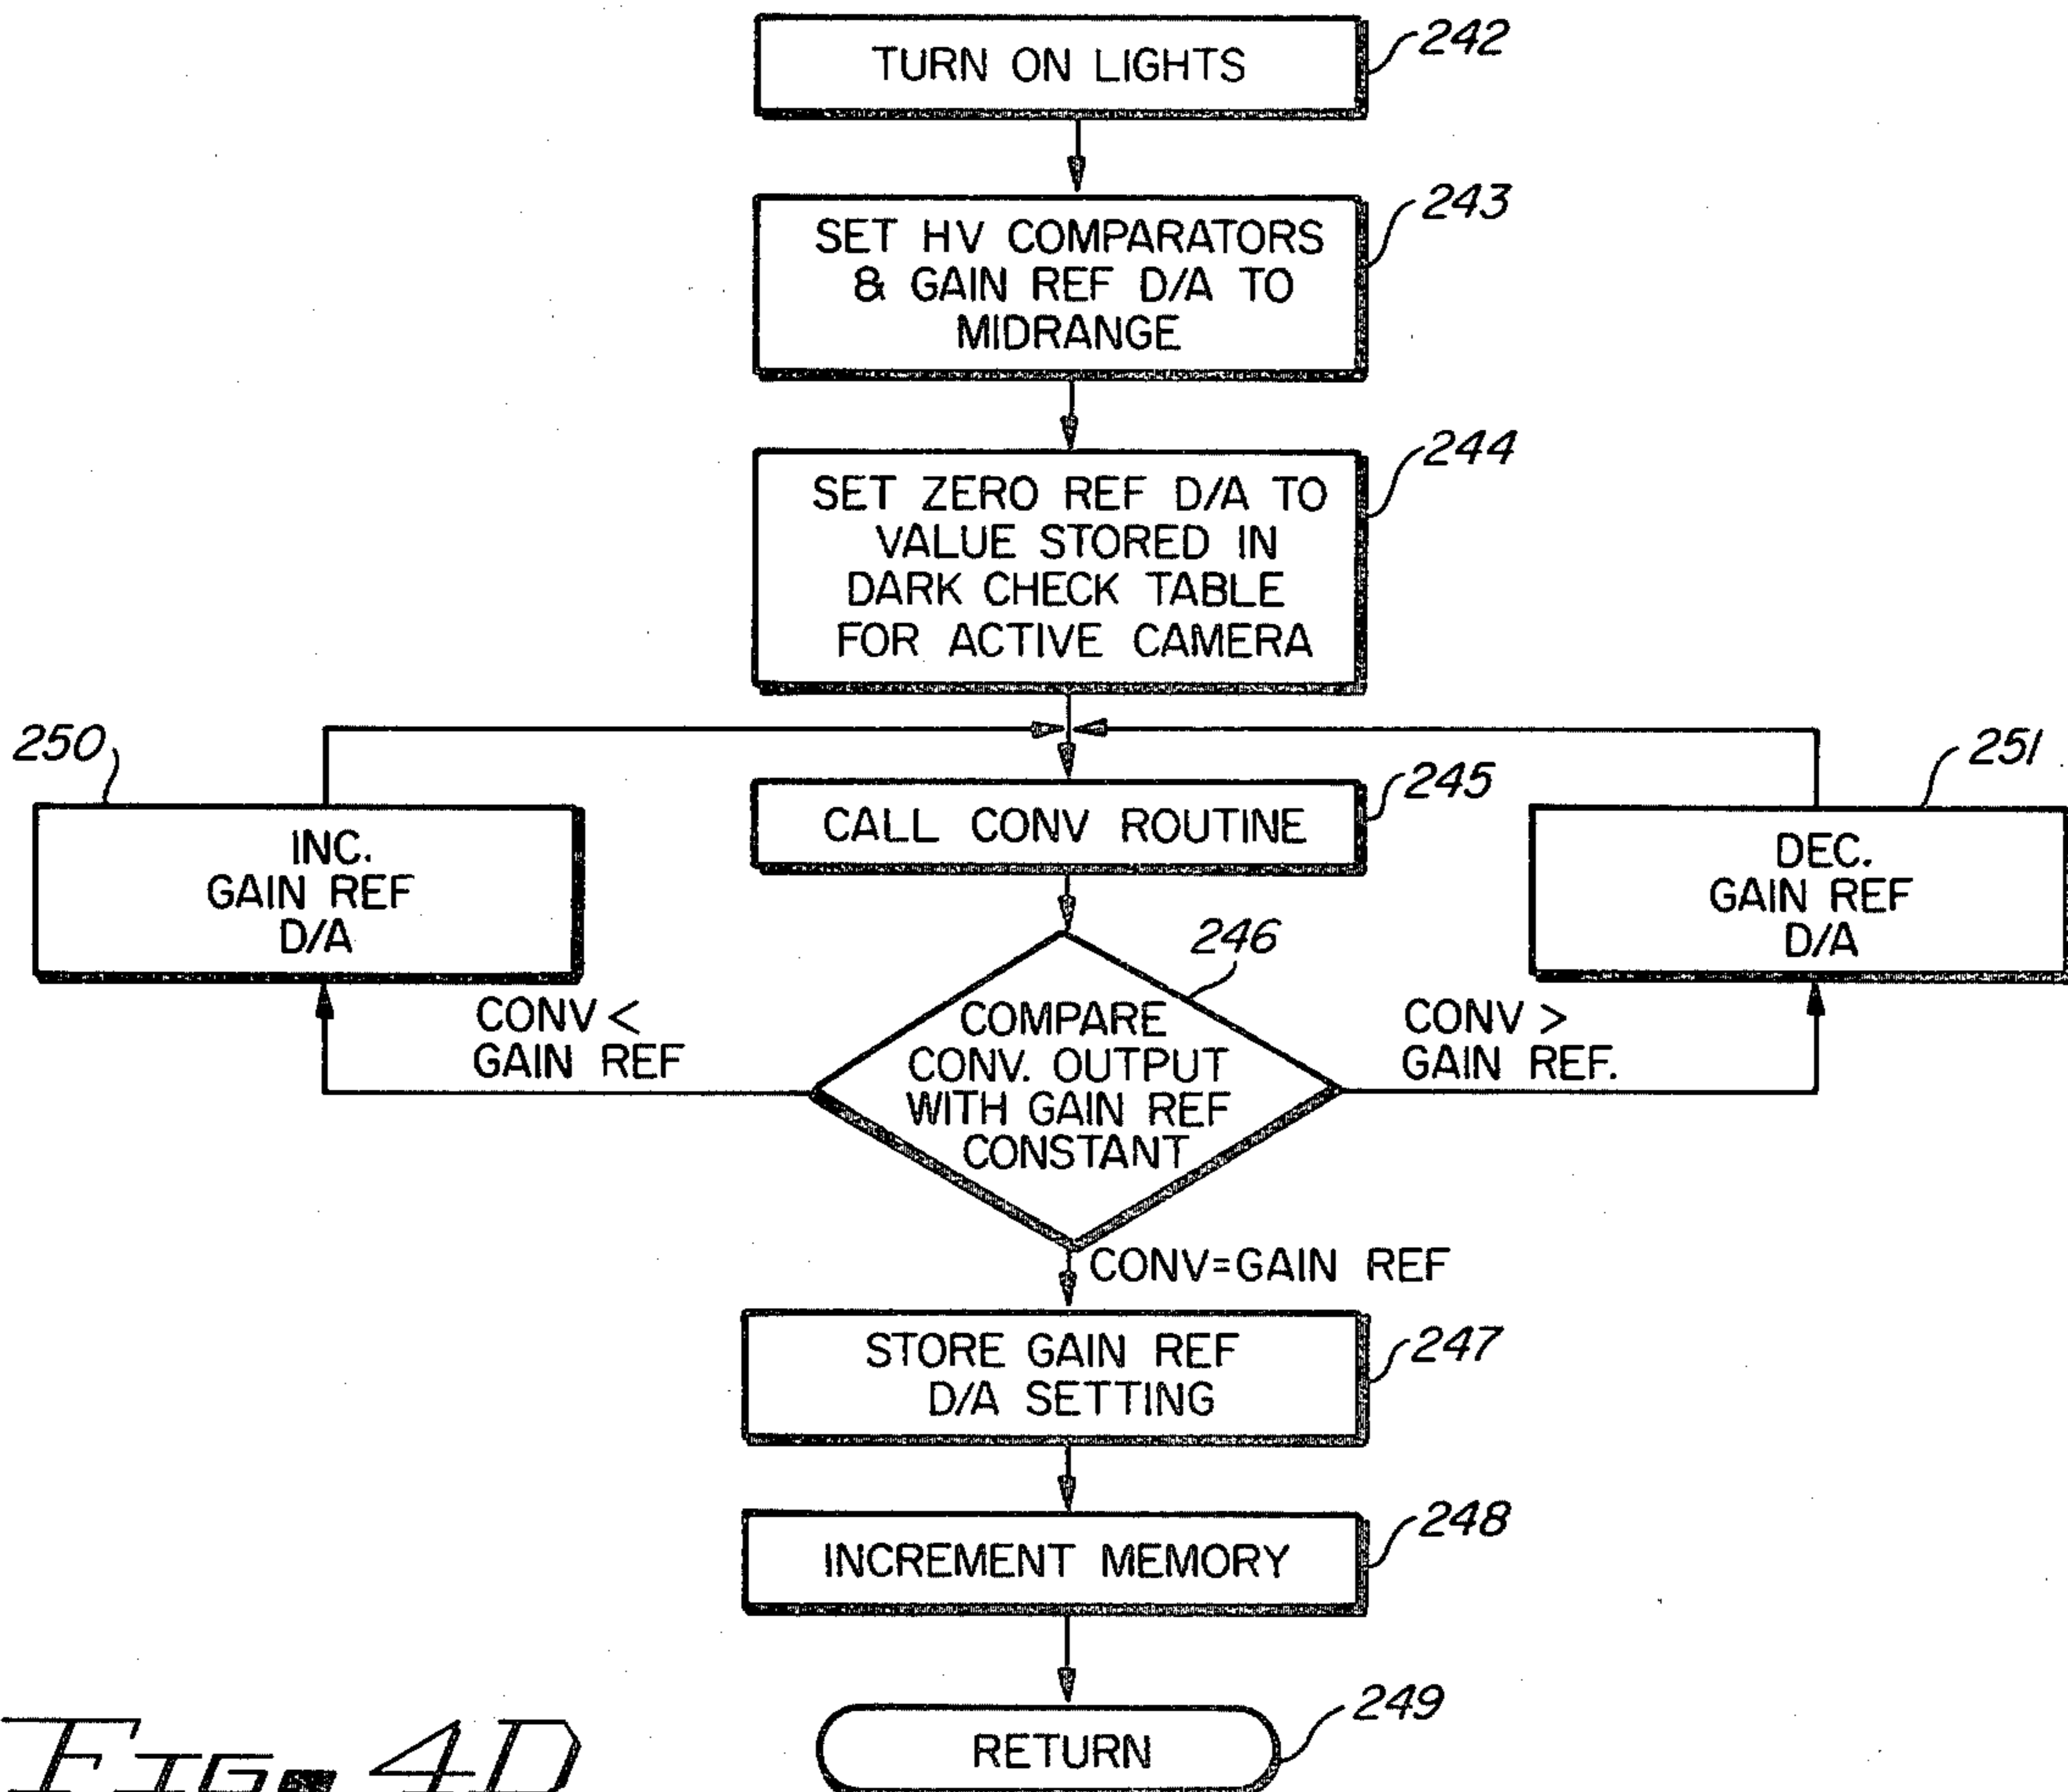 TURN ON LIGHTS
242
SET HV COMPARATORS
& GAIN REF D/A TO
MIDRANGE
243
SET ZERO REF D/A TO
VALUE STORED IN
DARK CHECK TABLE
FOR ACTIVE CAMERA
244
250
INC.
GAIN REF
D/A
CALL CONV ROUTINE
245
251
DEC.
GAIN REF
D/A
CONV <
GAIN REF
246
COMPARE
CONV. OUTPUT
WITH GAIN REF
CONSTANT
CONV >
GAIN REF.
CONV=GAIN REF
STORE GAIN REF
D/A SETTING
247
INCREMENT MEMORY
248
RETURN
249
FIG. 4D